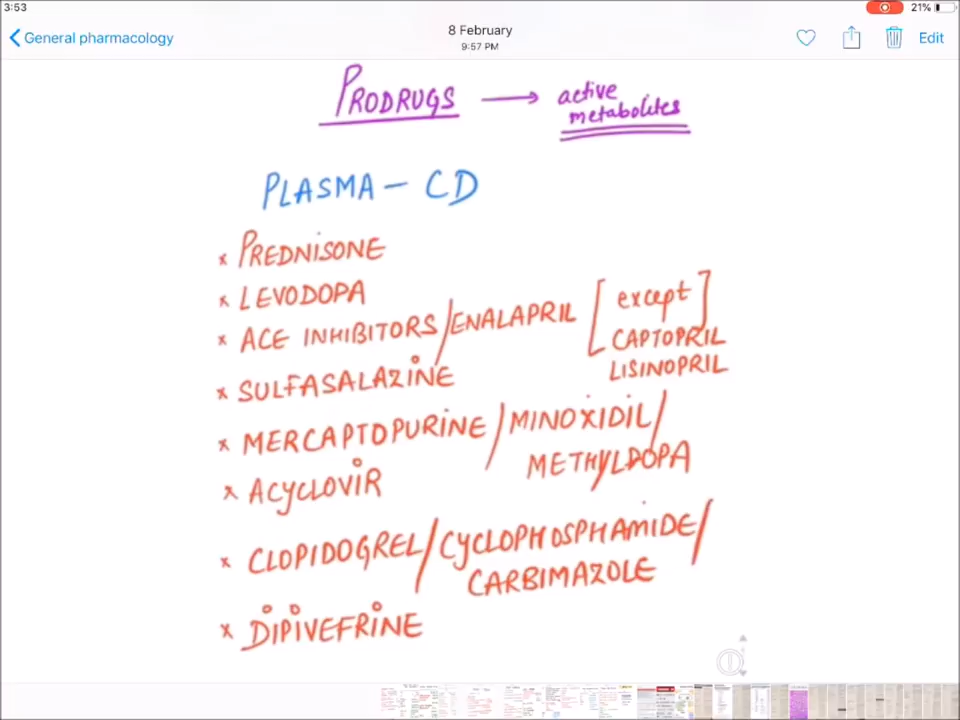 3:53
21%
General pharmacology
8 February
9:57 PM
Edit
PRODRUGS → active
metabolites
PLASMA - CD
x PREDNISONE
x LEVODOPA
x ACE INHIBITORS/ENALAPRIL [except]
CAPTOPRIL
LISINOPRIL
x SULFASALAZINE
x MERCAPTOPURINE/MINOXIDIL/
METHYLDOPA
x ACYCLOVIR
x CLOPIDOGREL/CYCLOPHOSPHAMIDE/
CARBIMAZOLE
x DIPIVEFRINE